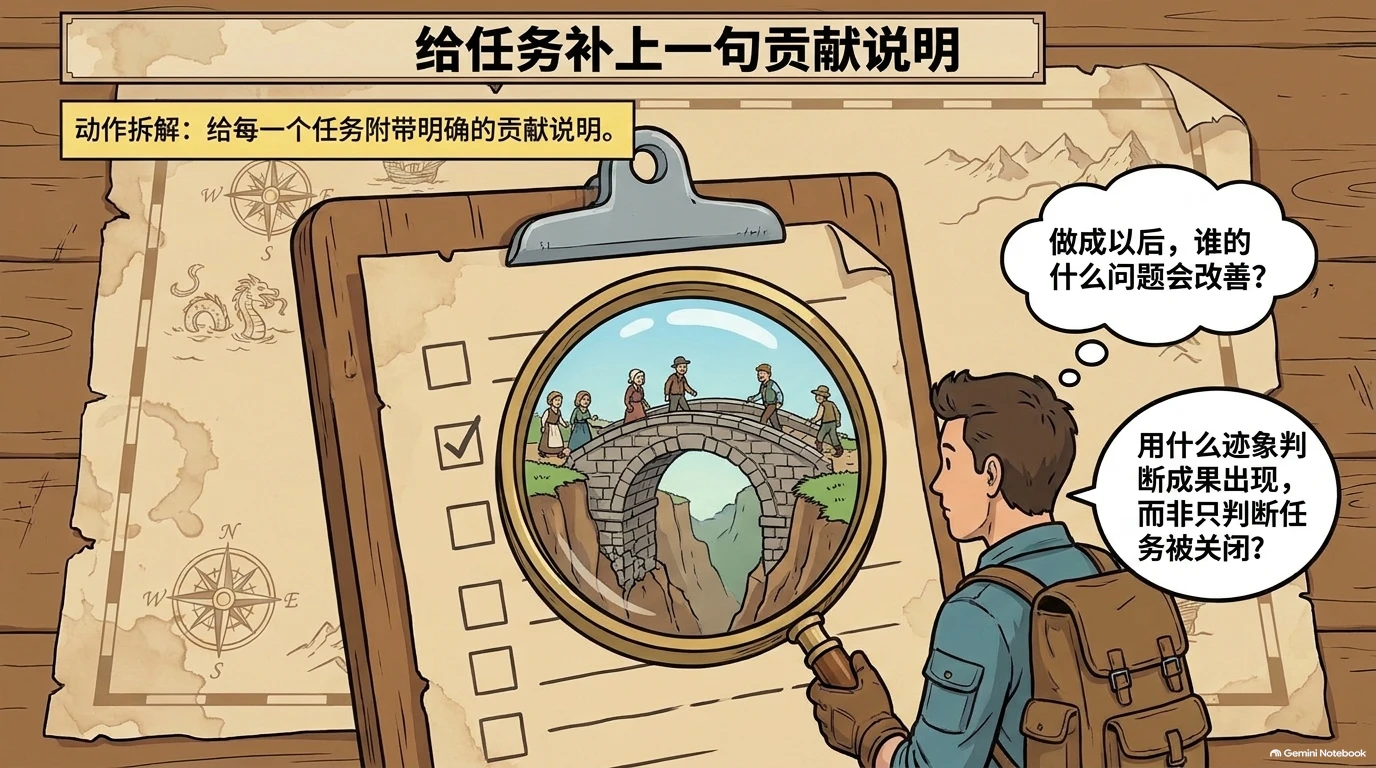 给任务补上一句贡献说明
动作拆解：给每一个任务附带明确的贡献说明。
W
E
S
做成以后，谁的
什么问题会改善？
用什么迹象判
断成果出现，
而非只判断任
务被关闭？
N
W
E
S
Gemini Notebook